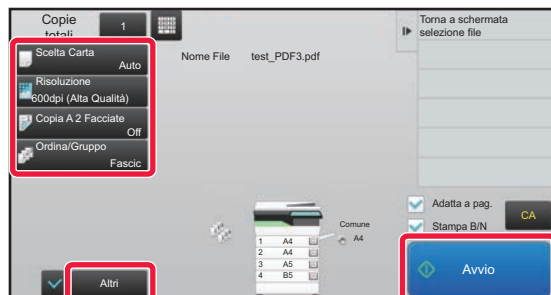 Copie
totali
1
Torna a schermata
selezione file
Scelta Carta
Auto
Nome File test_PDF3.pdf
Risoluzione
600dpi (Alta Qualità)
Copia A 2 Facciate
Off
Ordina/Gruppo
Fascic
Adatta a pag.
CA
Stampa B/N
Comune
A4
1 A4
2 A4
3 A5
4 B5
Altri
Avvio